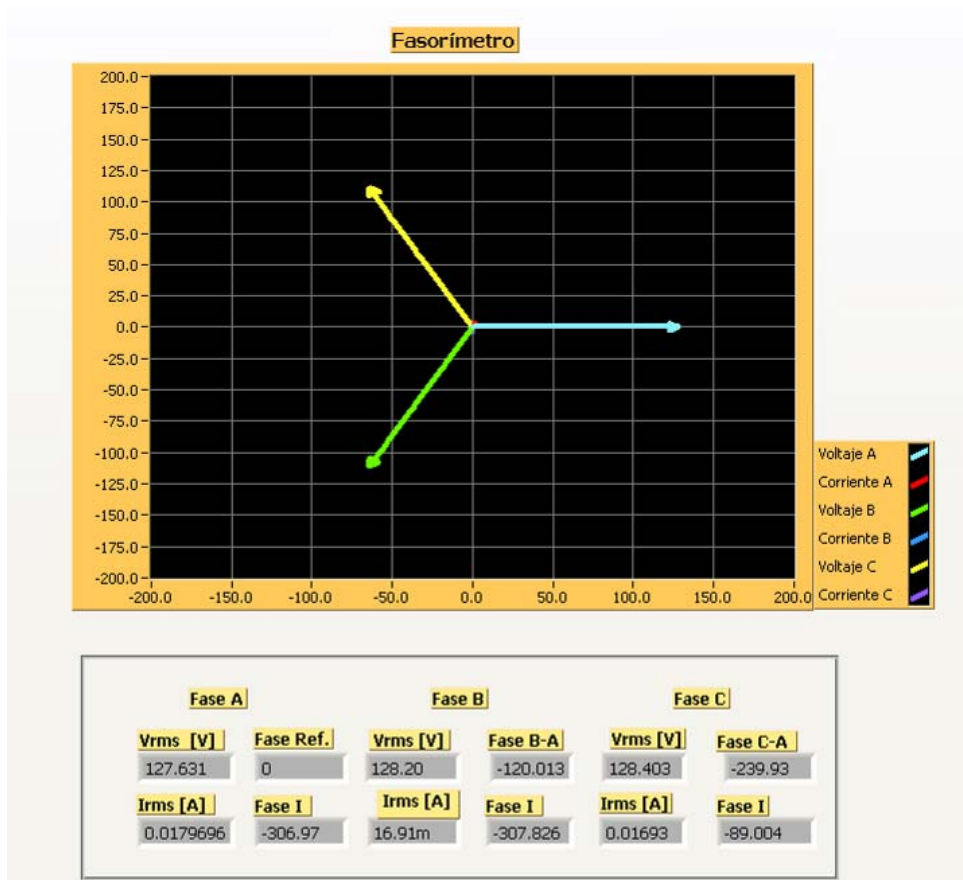 Fasorímetro
200.0
175.0
150.0
125.0
100.0
75.0
50.0
25.0
0.0
-25.0
-50.0
-75.0
-100.0
-125.0
-150.0
-175.0
-200.0
-200.0 -150.0 -100.0 -50.0 0.0 50.0 100.0 150.0 200.0
Voltaje A
Corriente A
Voltaje B
Corriente B
Voltaje C
Corriente C
Fase A Fase B Fase C
Vrms [V] Fase Ref. Vrms [V] Fase B-A Vrms [V] Fase C-A
127.631 0 128.20 -120.013 128.403 -239.93
Irms [A] Fase I Irms [A] Fase I Irms [A] Fase I
0.0179696 -306.97 16.91m -307.826 0.01693 -89.004